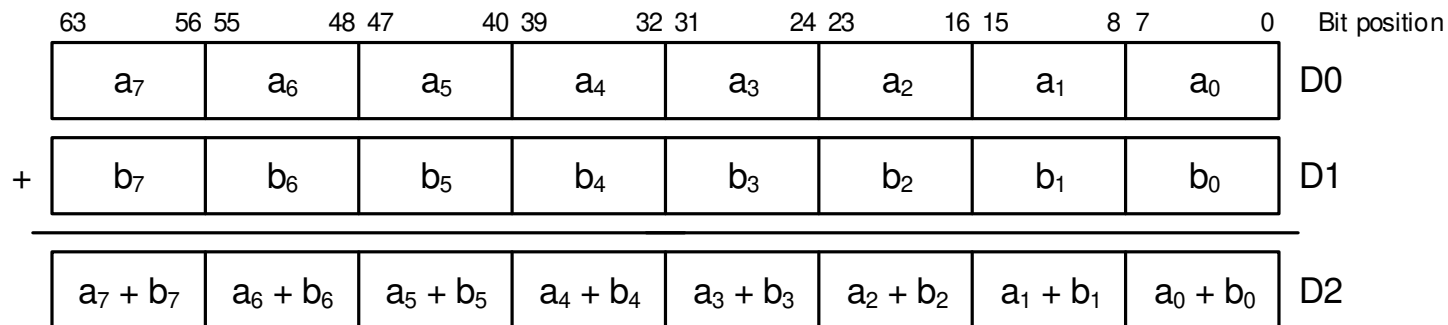 63 56 55 48 47 40 39 32 31 24 23 16 15 8 7 0 Bit position
a₇ a₆ a₅ a₄ a₃ a₂ a₁ a₀ D0
+ b₇ b₆ b₅ b₄ b₃ b₂ b₁ b₀ D1
a₇ + b₇ a₆ + b₆ a₅ + b₅ a₄ + b₄ a₃ + b₃ a₂ + b₂ a₁ + b₁ a₀ + b₀ D2